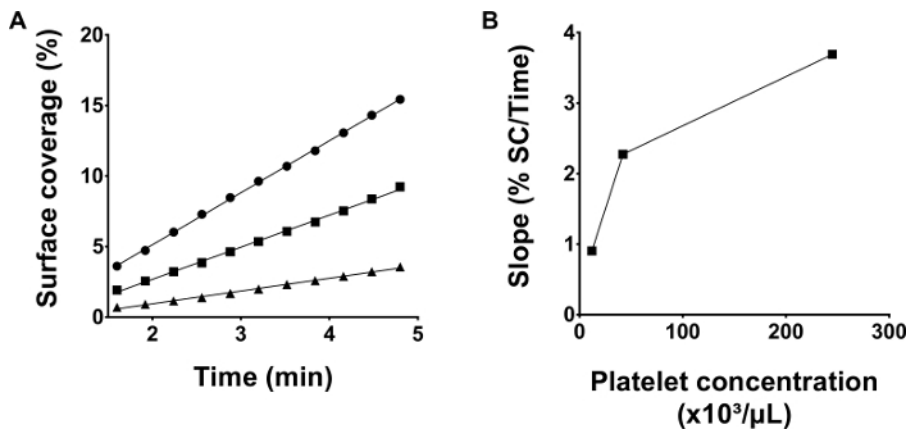 A
Surface coverage (%)
20
15
10
5
0
2
3
4
5
Time (min)
B
Slope (% SC/Time)
4
3
2
1
0
0
100
200
300
Platelet concentration
(x10³/µL)